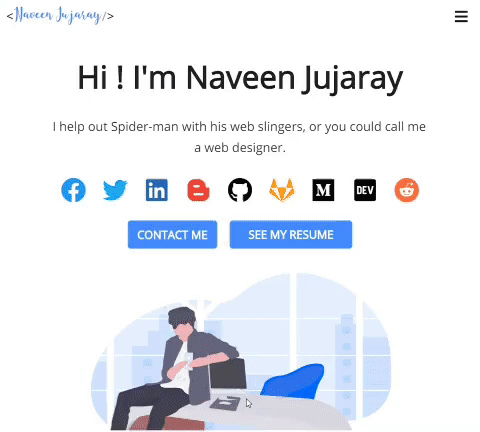 <Naveen Jujaray/>
Hi ! I'm Naveen Jujaray
I help out Spider-man with his web slingers, or you could call me
a web designer.
f in B M DEV
CONTACT ME SEE MY RESUME